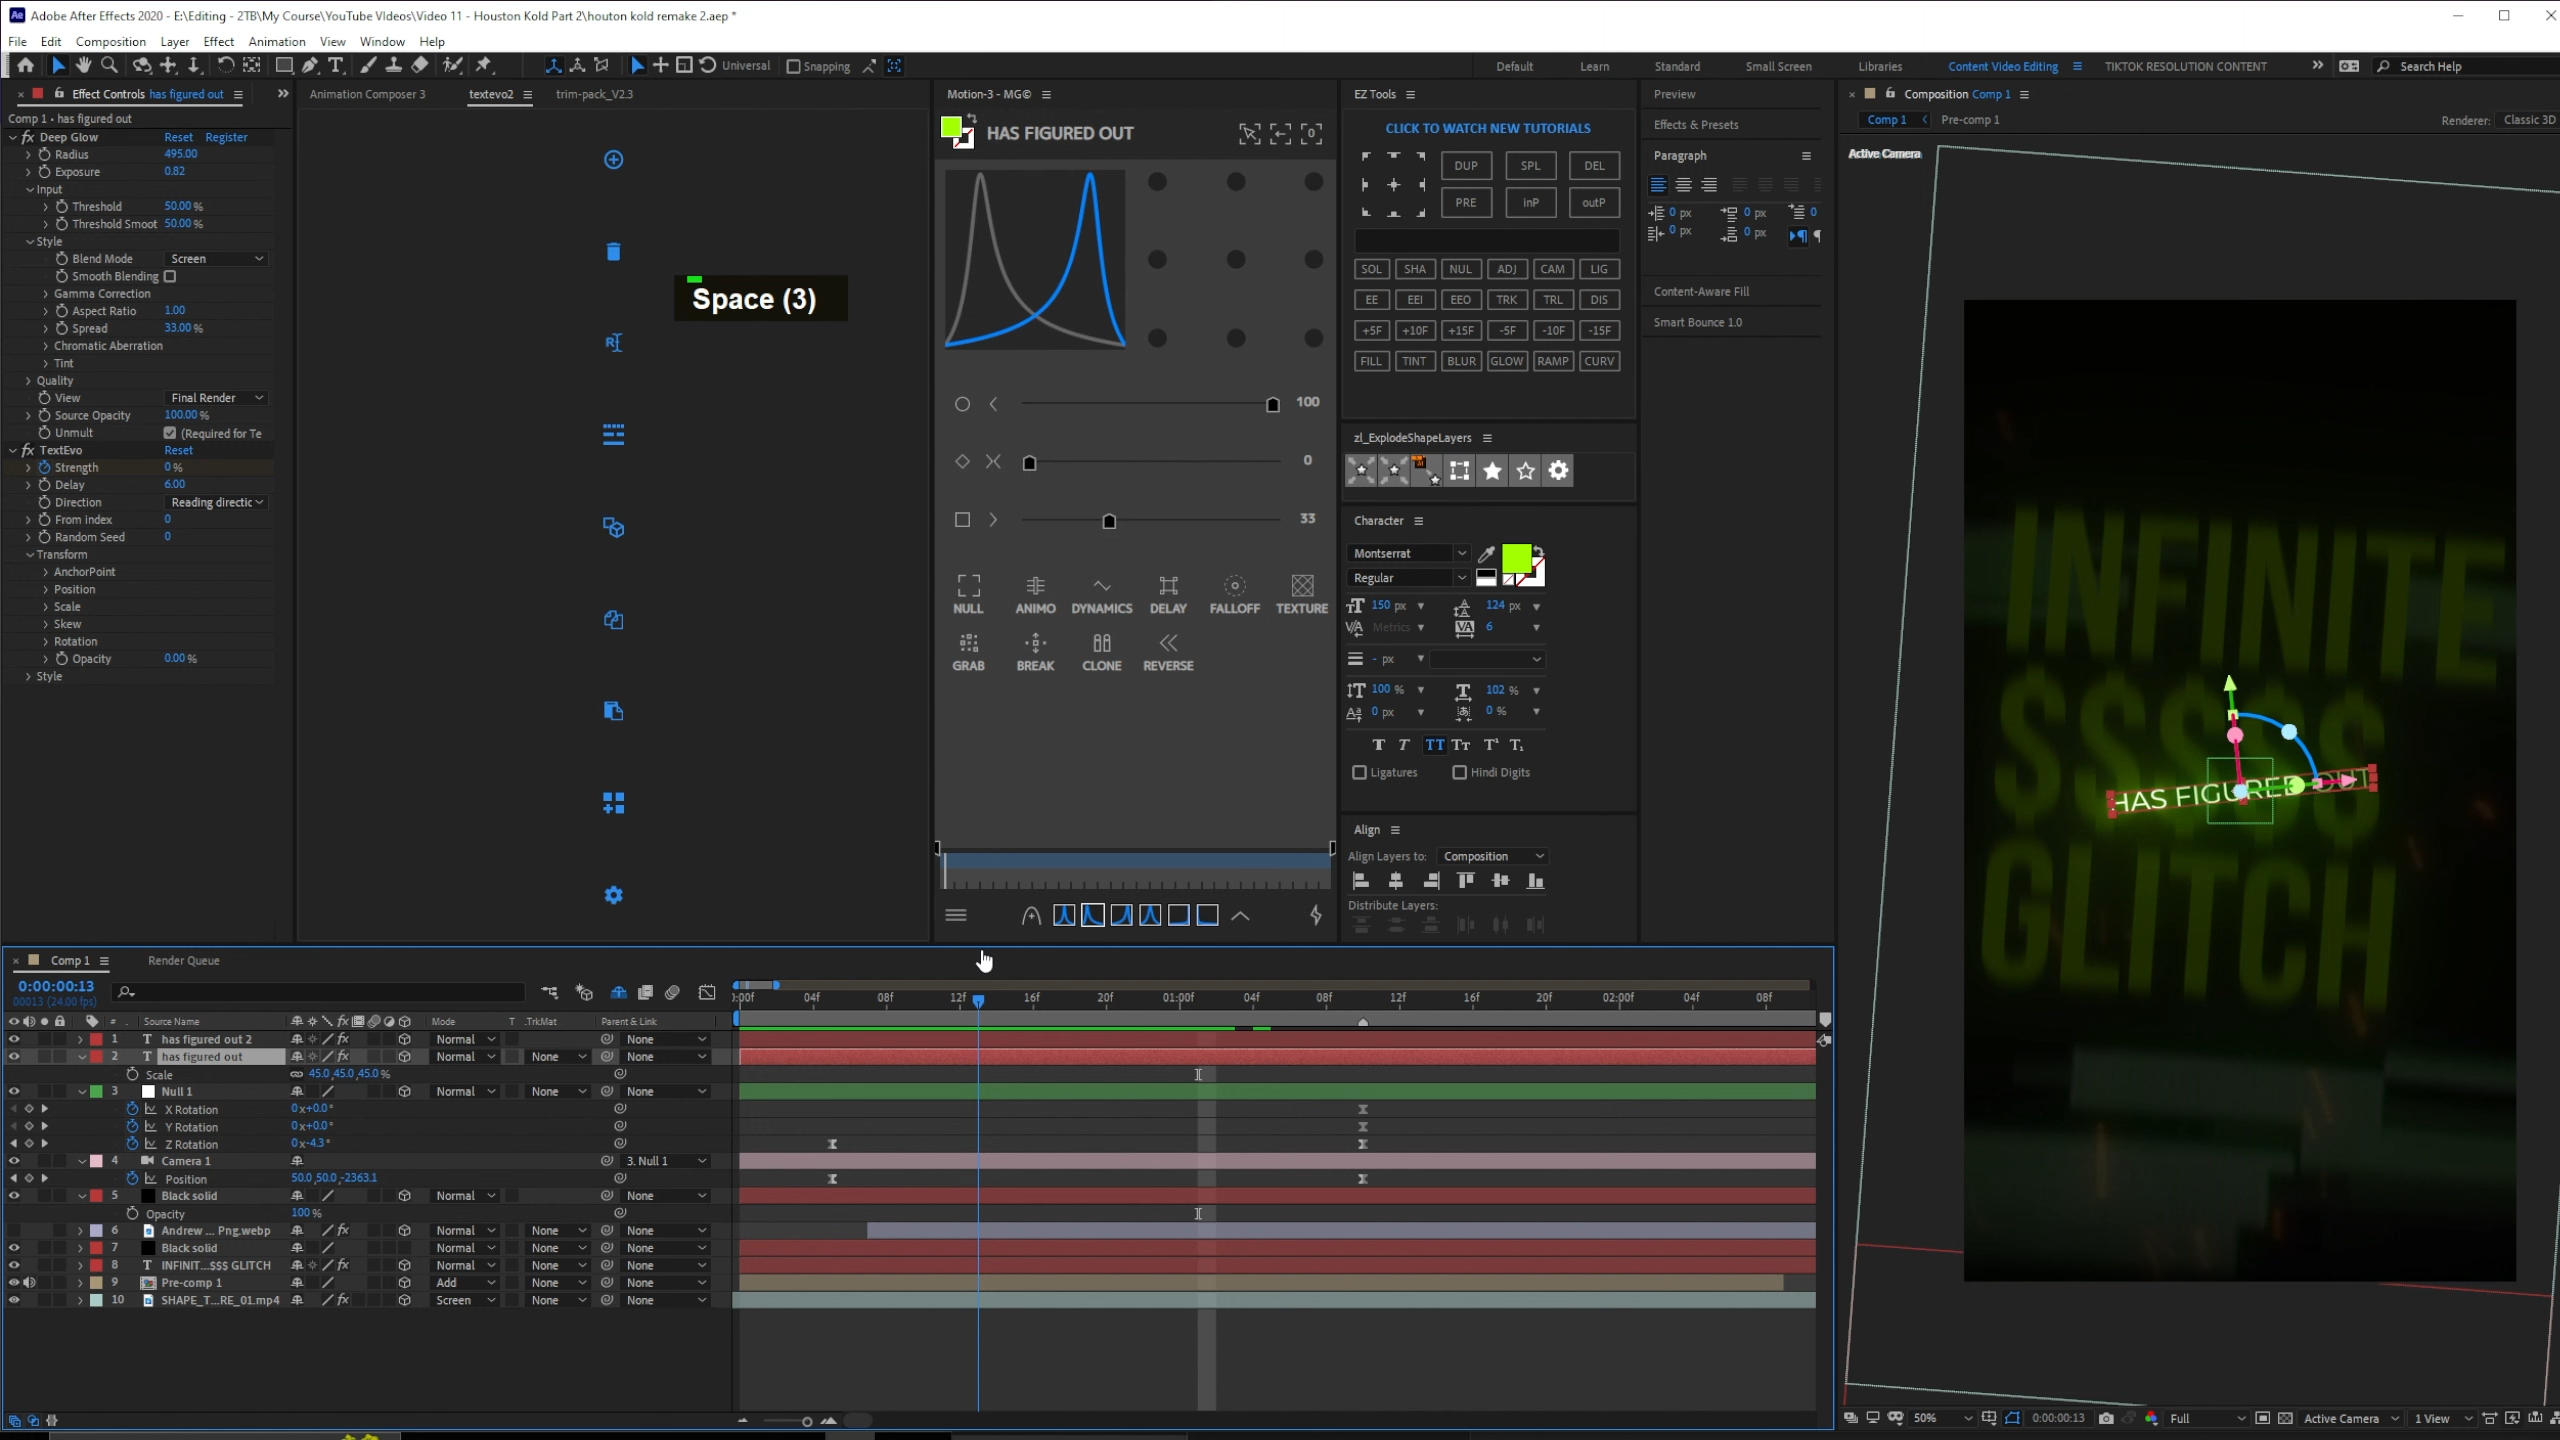 Adobe After Effects 2020 - E:\Editing - 2TB\My Course\YouTube VIdeos\Video 11 - Houston Kold Part 2\houton kold remake 2.aep *
File Edit Composition Layer Effect Animation View Window Help
Universal Snapping Default Learn Standard Small Screen Libraries Content Video Editing TIKTOK RESOLUTION CONTENT Search Help
Effect Controls has figured out
Comp 1 • has figured out
fx Deep Glow Reset Register
Radius 495.00
Exposure 0.82
Input
Threshold 50.00 %
Threshold Smoot 50.00 %
Style
Blend Mode Screen
Smooth Blending
Gamma Correction
Aspect Ratio 1.00
Spread 33.00 %
Chromatic Aberration
Tint
Quality
View Final Render
Source Opacity 100.00 %
Unmult (Required for Te
fx TextEvo Reset
Strength 0 %
Delay 6.00
Direction Reading directic
From index 0
Random Seed 0
Transform
AnchorPoint
Position
Scale
Skew
Rotation
Opacity 0.00 %
Style
Animation Composer 3 textevo2 trim-pack_V2.3
Space (3)
Motion-3 - MG©
HAS FIGURED OUT
100
0
33
NULL ANIMO DYNAMICS DELAY FALLOFF TEXTURE
GRAB BREAK CLONE REVERSE
EZ Tools
CLICK TO WATCH NEW TUTORIALS
DUP SPL DEL
PRE inP outP
SOL SHA NUL ADJ CAM LIG
EE EEI EEO TRK TRL DIS
+5F +10F +15F -5F -10F -15F
FILL TINT BLUR GLOW RAMP CURV
zl_ExplodeShapeLayers
Character
Montserrat
Regular
150 px 124 px
Metrics 6
- px
100 % 102 %
0 px 0 %
Ligatures Hindi Digits
Align
Align Layers to: Composition
Distribute Layers:
Preview
Effects & Presets
Paragraph
0 px 0 px 0
0 px 0 px
Content-Aware Fill
Smart Bounce 1.0
Composition Comp 1
Comp 1 Pre-comp 1 Renderer: Classic 3D
Active Camera
INFINITE
$$$$$
HAS FIGURED OUT
GLITCH
Comp 1 Render Queue
0:00:00:13
00013 (24.00 fps)
:00f 04f 08f 12f 16f 20f 01:00f 04f 08f 12f 16f 20f 02:00f 04f 08f
# Source Name Mode T .TrkMat Parent & Link
1 T has figured out 2 Normal None
2 T has figured out Normal None None
Scale 45.0,45.0,45.0 %
3 Null 1 Normal None None
X Rotation 0x+0.0°
Y Rotation 0x+0.0°
Z Rotation 0x-4.3°
4 Camera 1 3. Null 1
Position 50.0,50.0,-2363.1
5 Black solid Normal None
Opacity 100 %
6 Andrew ... Png.webp Normal None None
7 Black solid Normal None None
8 T INFINIT...$$$ GLITCH Normal None None
9 Pre-comp 1 Add None None
10 SHAPE_T...RE_01.mp4 Screen None None
50% 0:00:00:13 Full Active Camera 1 View